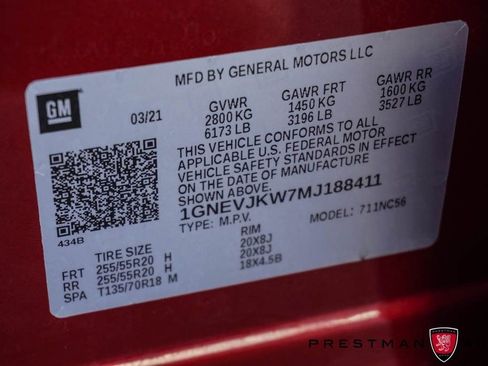 MFD BY GENERAL MOTORS LLC
GM
03/21 GVWR GAWR FRT GAWR RR
2800 KG 1450 KG 1600 KG
6173 LB 3196 LB 3527 LB
THIS VEHICLE CONFORMS TO ALL
APPLICABLE U.S. FEDERAL MOTOR
VEHICLE SAFETY STANDARDS IN EFFECT
ON THE DATE OF MANUFACTURE
SHOWN ABOVE.
1GNEVJKW7MJ188411
TYPE: M.P.V. MODEL: 711NC56
434B
TIRE SIZE RIM
FRT 255/55R20 H 20X8J
RR 255/55R20 H 20X8J
SPA T135/70R18 M 18X4.5B
PRESTMAN